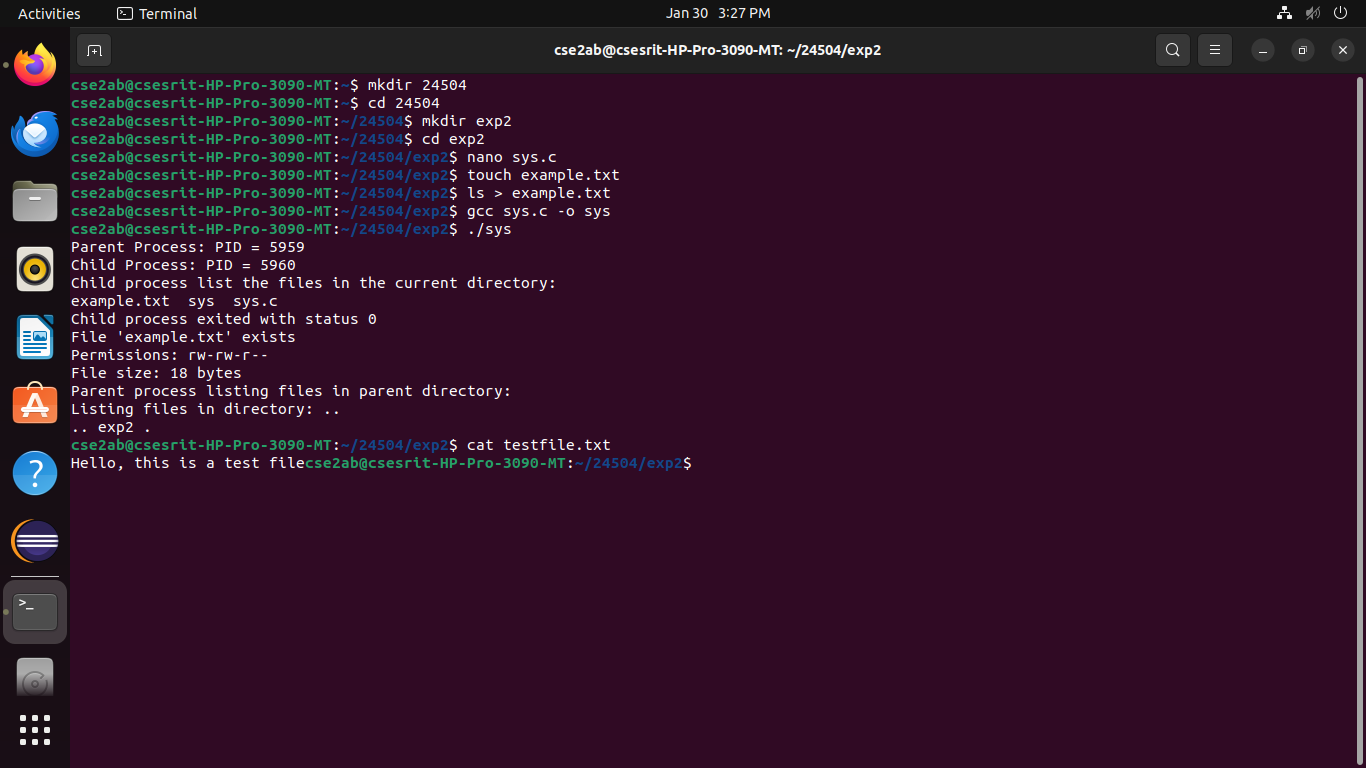 Activities Terminal Jan 30 3:27 PM
cse2ab@csesrit-HP-Pro-3090-MT: ~/24504/exp2
cse2ab@csesrit-HP-Pro-3090-MT:~$ mkdir 24504
cse2ab@csesrit-HP-Pro-3090-MT:~$ cd 24504
cse2ab@csesrit-HP-Pro-3090-MT:~/24504$ mkdir exp2
cse2ab@csesrit-HP-Pro-3090-MT:~/24504$ cd exp2
cse2ab@csesrit-HP-Pro-3090-MT:~/24504/exp2$ nano sys.c
cse2ab@csesrit-HP-Pro-3090-MT:~/24504/exp2$ touch example.txt
cse2ab@csesrit-HP-Pro-3090-MT:~/24504/exp2$ ls > example.txt
cse2ab@csesrit-HP-Pro-3090-MT:~/24504/exp2$ gcc sys.c -o sys
cse2ab@csesrit-HP-Pro-3090-MT:~/24504/exp2$ ./sys
Parent Process: PID = 5959
Child Process: PID = 5960
Child process list the files in the current directory:
example.txt  sys  sys.c
Child process exited with status 0
File 'example.txt' exists
Permissions: rw-rw-r--
File size: 18 bytes
Parent process listing files in parent directory:
Listing files in directory: ..
.. exp2 .
cse2ab@csesrit-HP-Pro-3090-MT:~/24504/exp2$ cat testfile.txt
Hello, this is a test filecse2ab@csesrit-HP-Pro-3090-MT:~/24504/exp2$